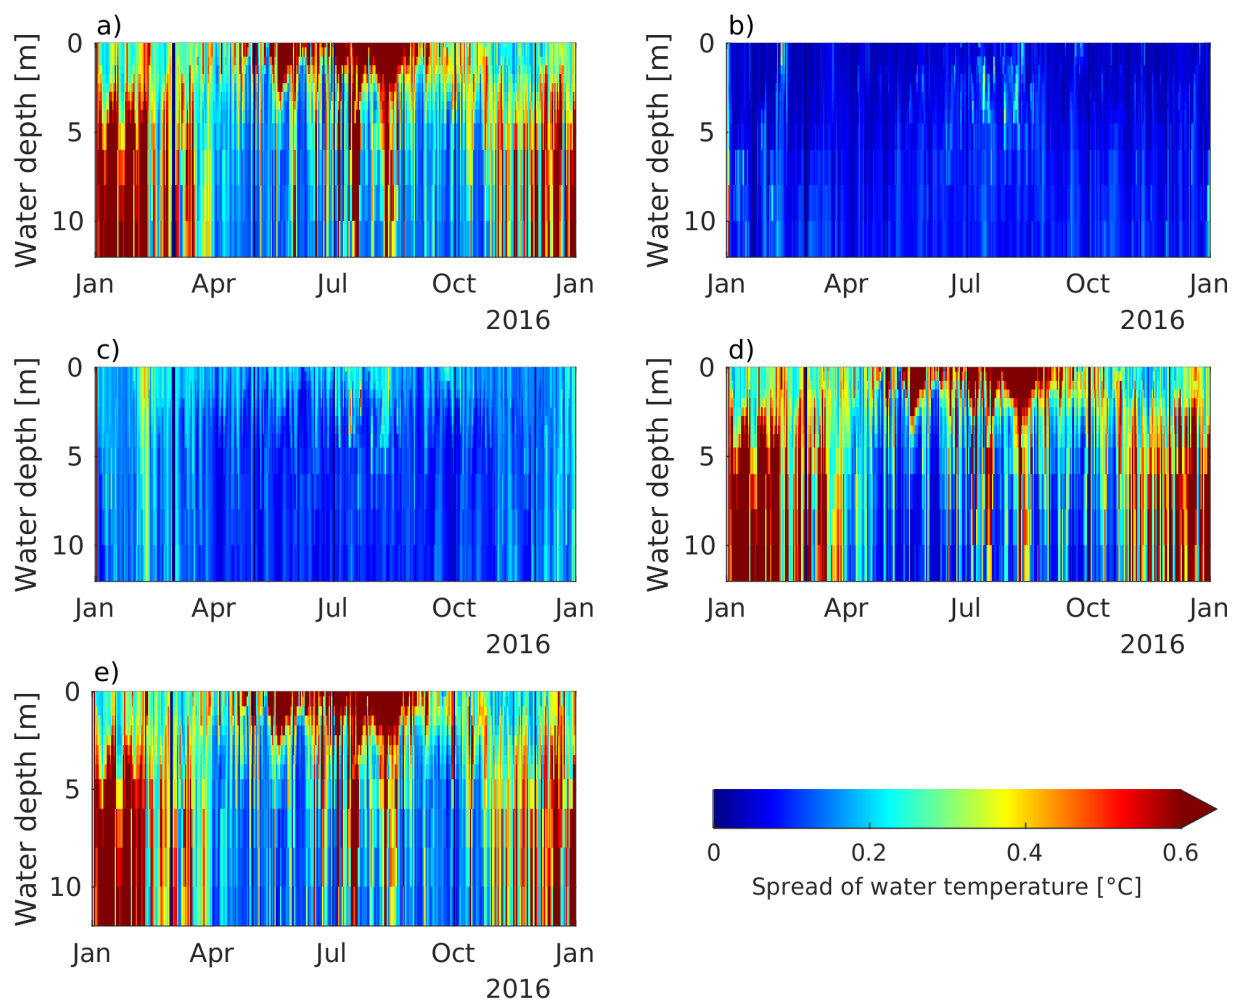 a)
b)
0
5
10
Water depth [m]
Jan
Apr
Jul
Oct
Jan
2016
0
5
10
Water depth [m]
Jan
Apr
Jul
Oct
Jan
2016
c)
d)
0
5
10
Water depth [m]
Jan
Apr
Jul
Oct
Jan
2016
0
5
10
Water depth [m]
Jan
Apr
Jul
Oct
Jan
2016
e)
0
5
10
Water depth [m]
Jan
Apr
Jul
Oct
Jan
2016
0
0.2
0.4
0.6
Spread of water temperature [°C]